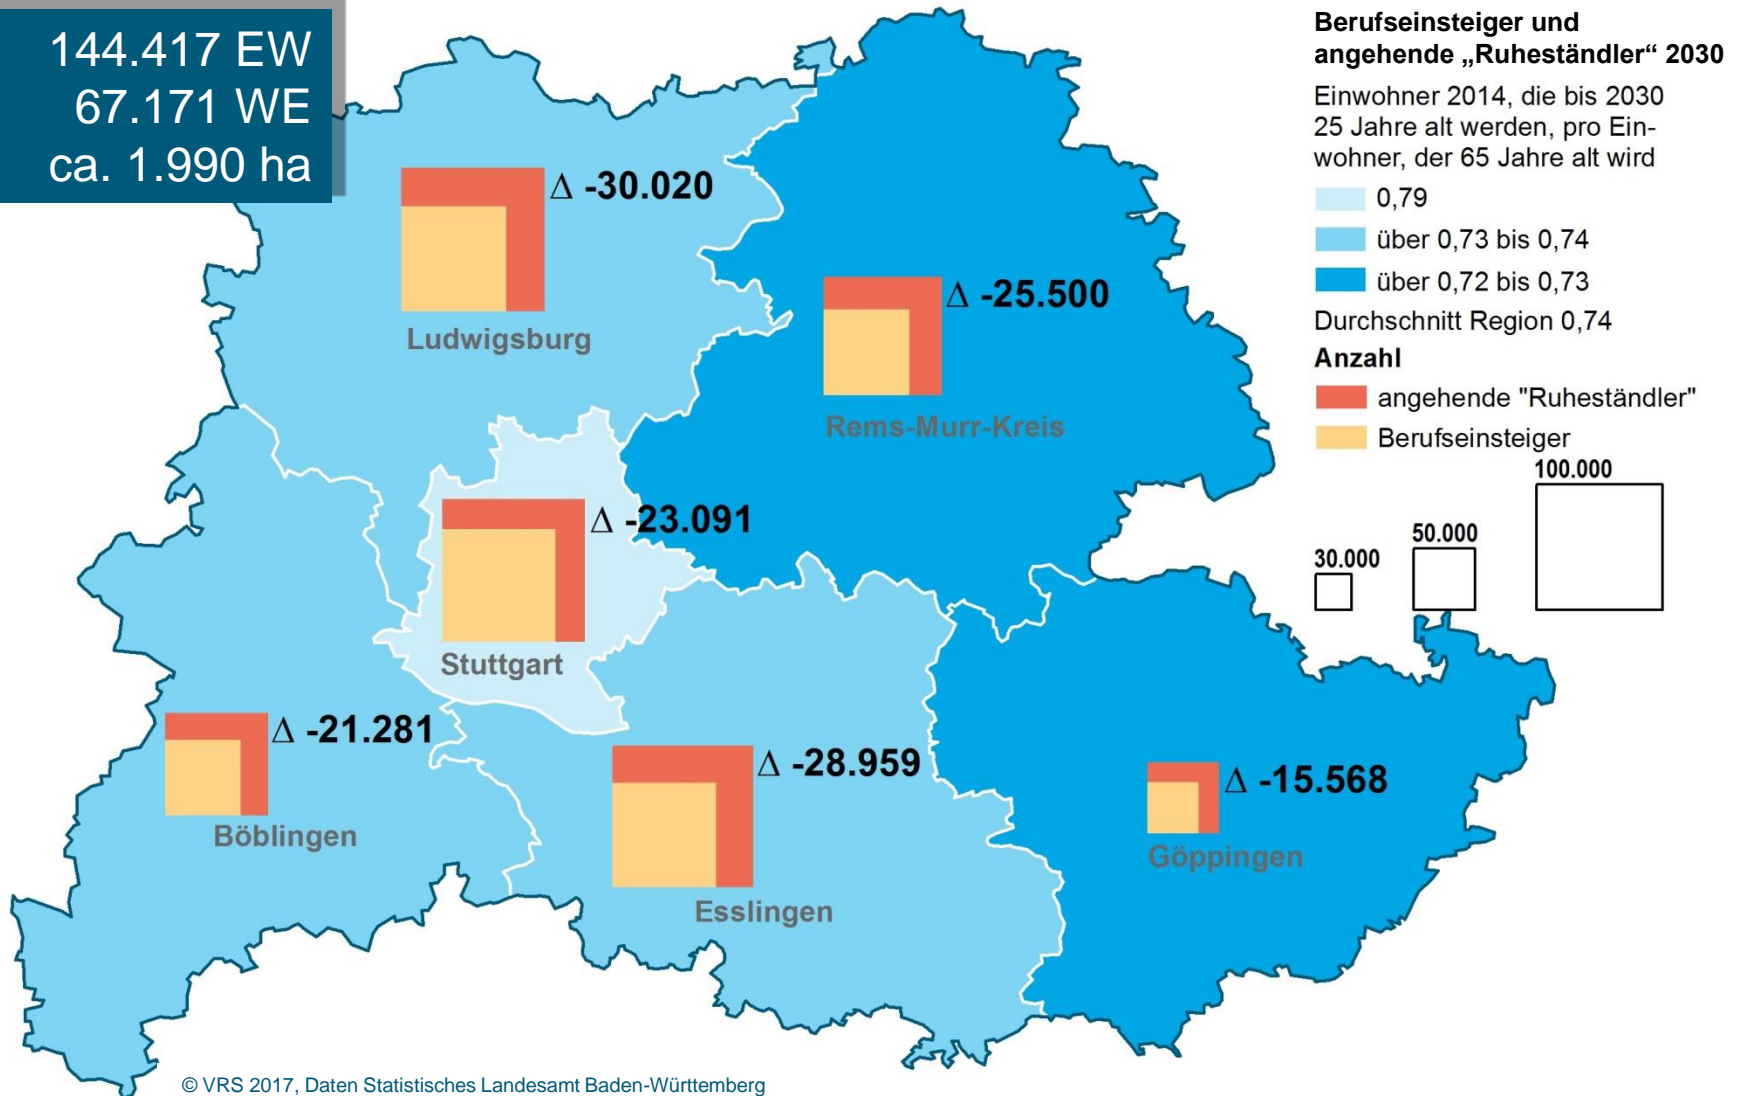 144.417 EW
67.171 WE
ca. 1.990 ha
Berufseinsteiger und
angehende „Ruheständler“ 2030
Einwohner 2014, die bis 2030
25 Jahre alt werden, pro Ein-
wohner, der 65 Jahre alt wird
0,79
über 0,73 bis 0,74
über 0,72 bis 0,73
Durchschnitt Region 0,74
Anzahl
angehende "Ruheständler"
Berufseinsteiger
100.000
50.000
30.000
Δ -30.020
Ludwigsburg
Δ -25.500
Rems-Murr-Kreis
Δ -23.091
Stuttgart
Δ -21.281
Böblingen
Δ -28.959
Esslingen
Δ -15.568
Göppingen
© VRS 2017, Daten Statistisches Landesamt Baden-Württemberg